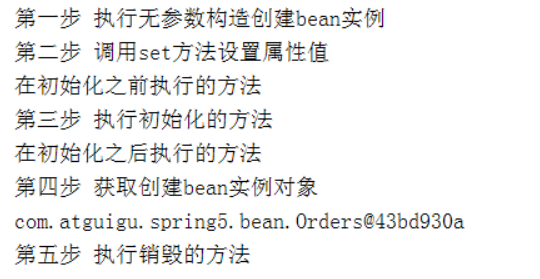 第一步 执行无参数构造创建bean实例
第二步 调用set方法设置属性值
在初始化之前执行的方法
第三步 执行初始化的方法
在初始化之后执行的方法
第四步 获取创建bean实例对象
com.atguigu.spring5.bean.Orders@43bd930a
第五步 执行销毁的方法